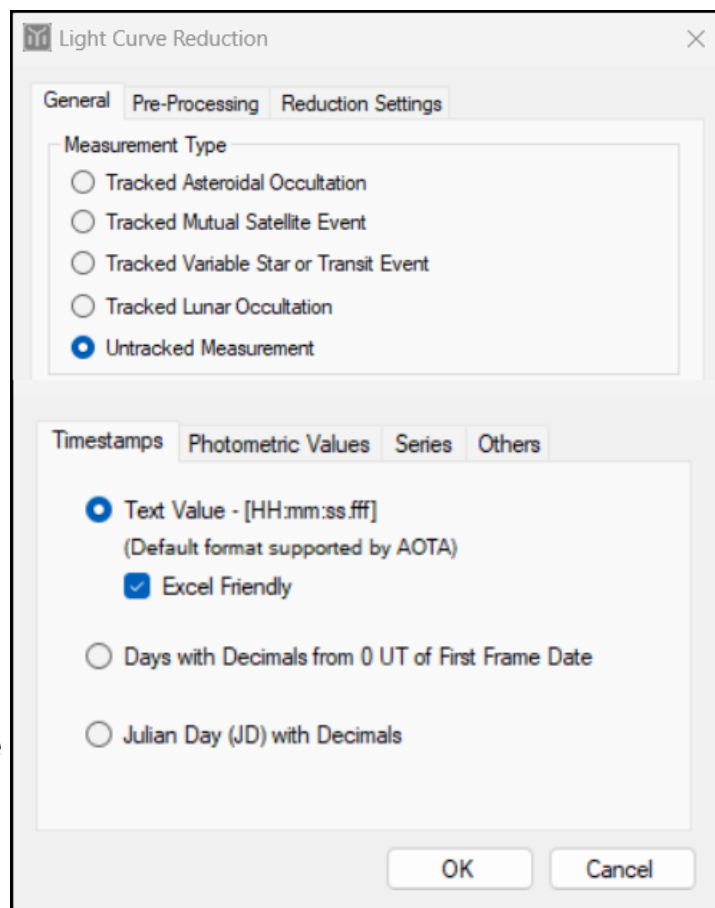 Light Curve Reduction
General Pre-Processing Reduction Settings
Measurement Type
Tracked Asteroidal Occultation
Tracked Mutual Satellite Event
Tracked Variable Star or Transit Event
Tracked Lunar Occultation
Untracked Measurement
Timestamps Photometric Values Series Others
Text Value - [HH:mm:ss.fff]
(Default format supported by AOTA)
Excel Friendly
Days with Decimals from 0 UT of First Frame Date
Julian Day (JD) with Decimals
OK Cancel